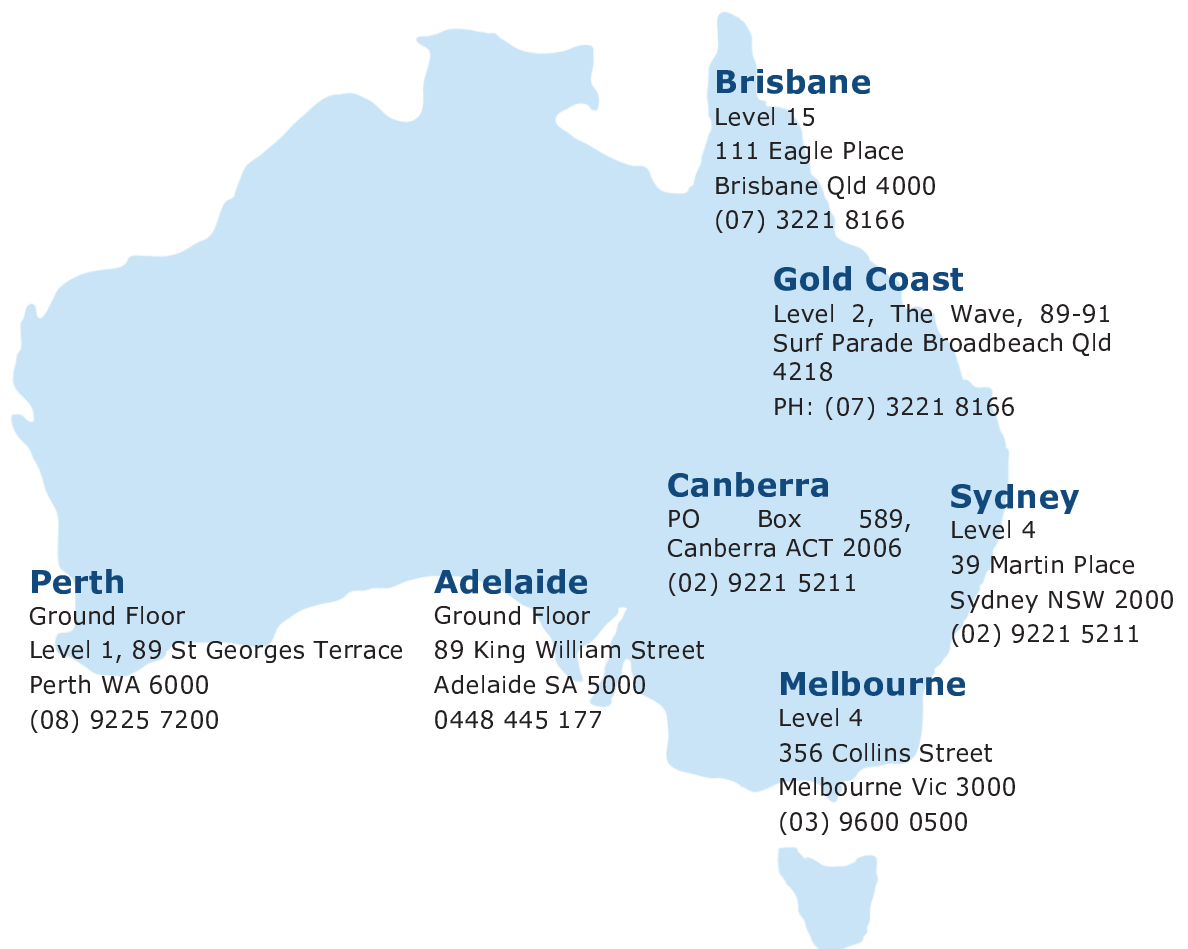 Brisbane
Level 15
111 Eagle Place
Brisbane Qld 4000
(07) 3221 8166
Gold Coast
Level 2, The Wave, 89-91
Surf Parade Broadbeach Qld
4218
PH: (07) 3221 8166
Canberra
PO Box 589,
Canberra ACT 2006
(02) 9221 5211
Sydney
Level 4
39 Martin Place
Sydney NSW 2000
(02) 9221 5211
Perth
Ground Floor
Level 1, 89 St Georges Terrace
Perth WA 6000
(08) 9225 7200
Adelaide
Ground Floor
89 King William Street
Adelaide SA 5000
0448 445 177
Melbourne
Level 4
356 Collins Street
Melbourne Vic 3000
(03) 9600 0500